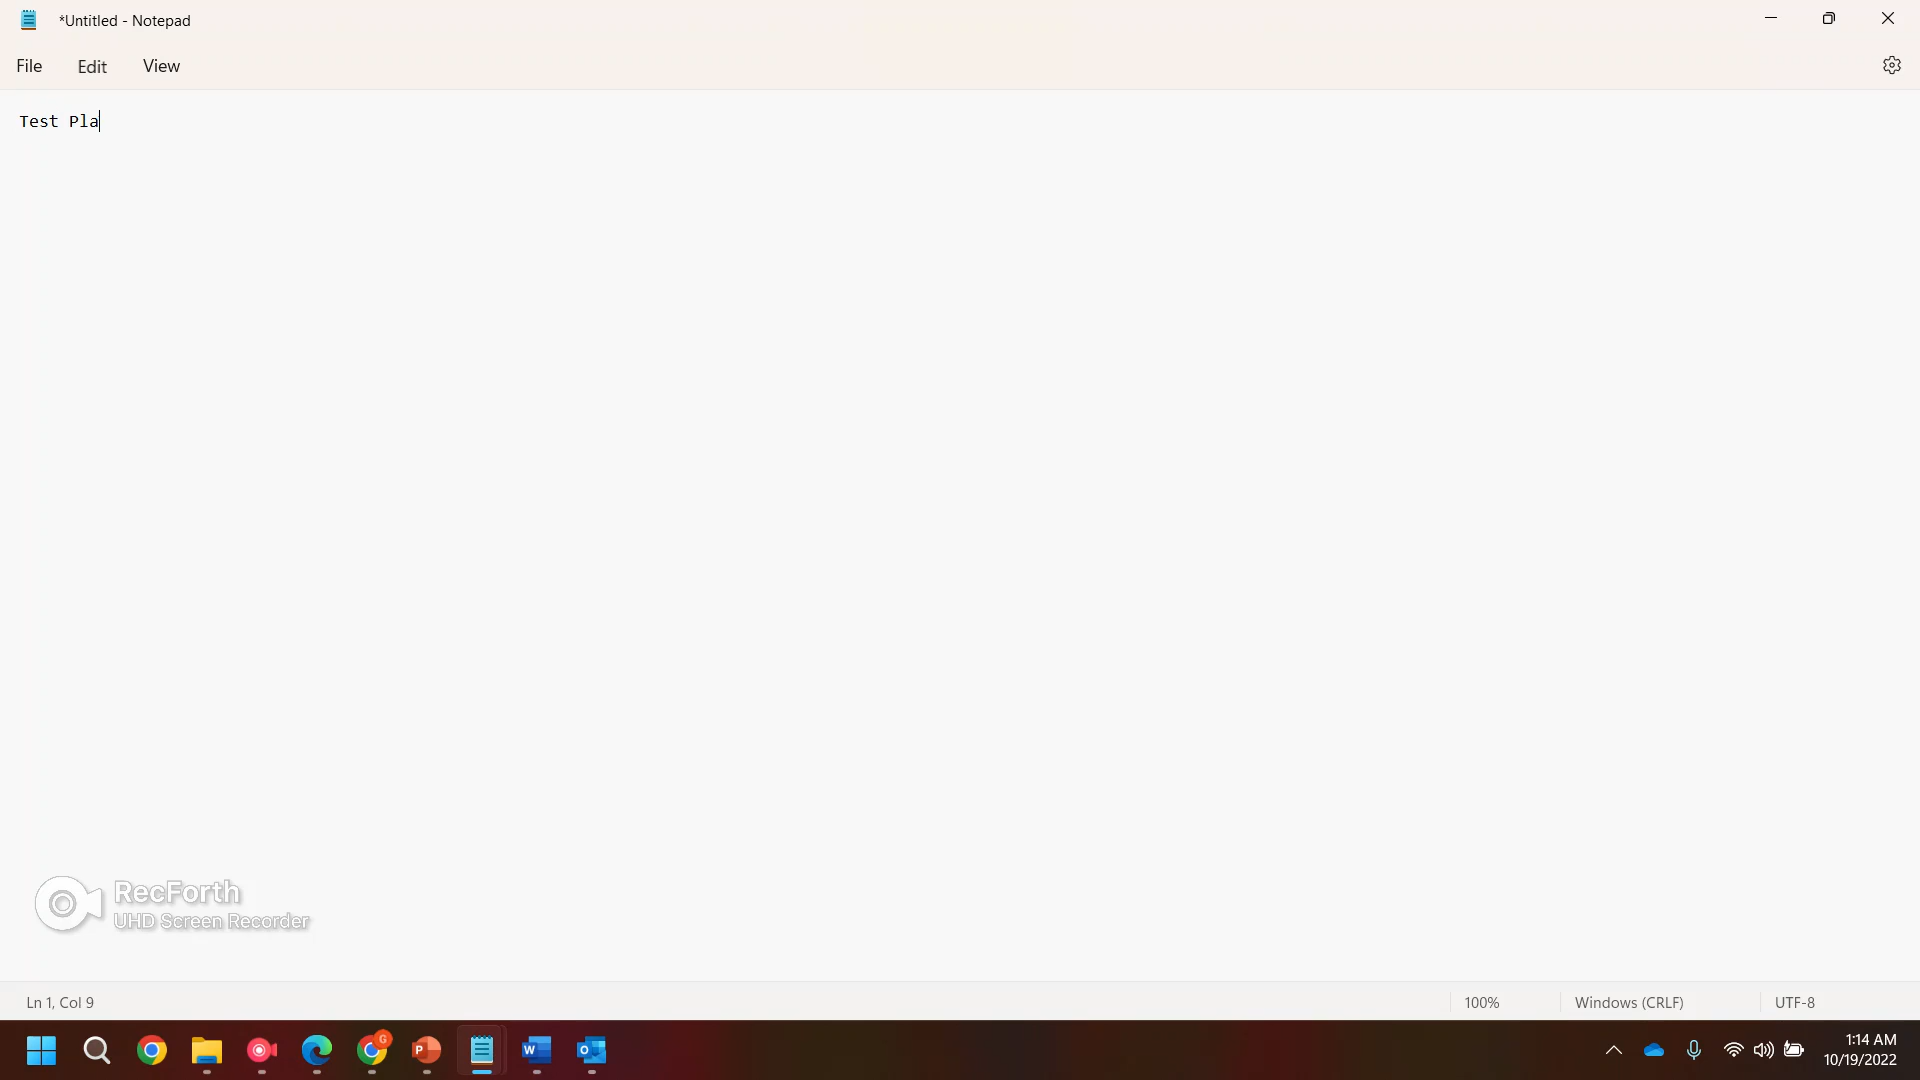 *Untitled - Notepad
File Edit View
Test Pla
RecForth
UHD Screen Recorder
Ln 1, Col 9 100% Windows (CRLF) UTF-8
1:14 AM
10/19/2022